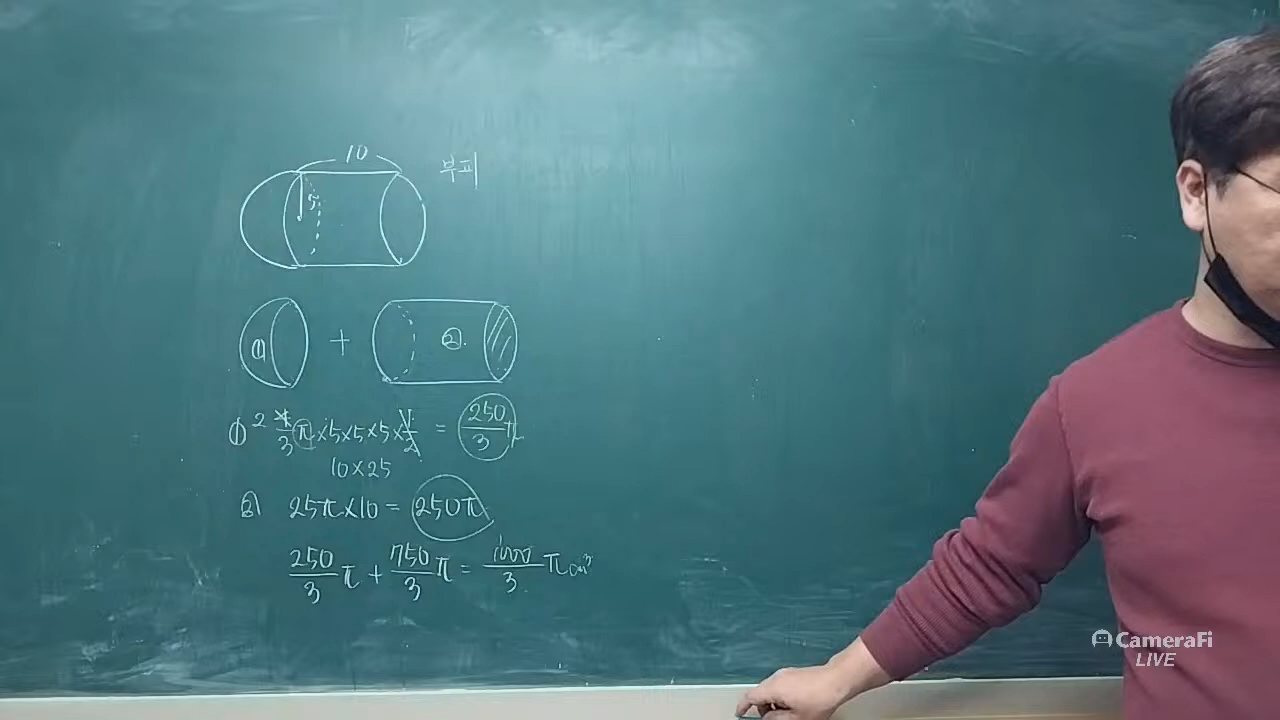 10
부피
5
① + ②
① 2 4/3 π×5×5×5×1/2 = 250/3 π
10×25
② 25π×10 = 250π
250/3 π + 750/3 π = 1000/3 π cm³
CameraFi
LIVE